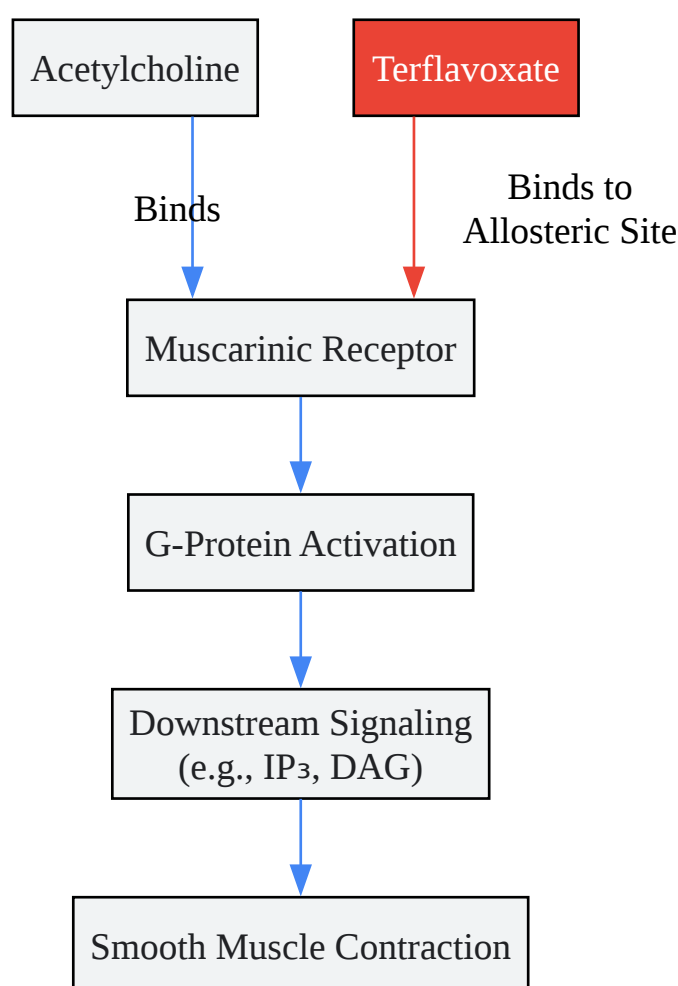 Acetylcholine
Terflavoxate
Binds
Binds to
Allosteric Site
Muscarinic Receptor
G-Protein Activation
Downstream Signaling
(e.g., IP₃, DAG)
Smooth Muscle Contraction